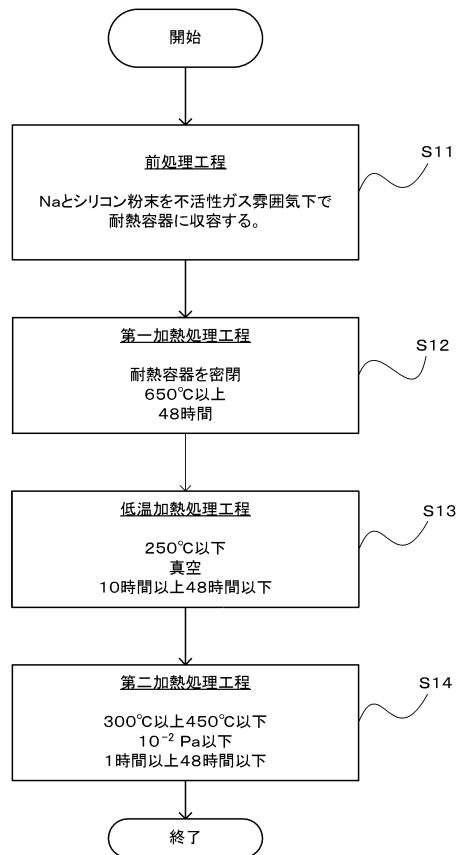 開始
前処理工程
Naとシリコン粉末を不活性ガス雰囲気下で
耐熱容器に収容する。
S11
第一加熱処理工程
耐熱容器を密閉
650℃以上
48時間
S12
低温加熱処理工程
250℃以下
真空
10時間以上48時間以下
S13
第二加熱処理工程
300℃以上450℃以下
10⁻² Pa以下
1時間以上48時間以下
S14
終了